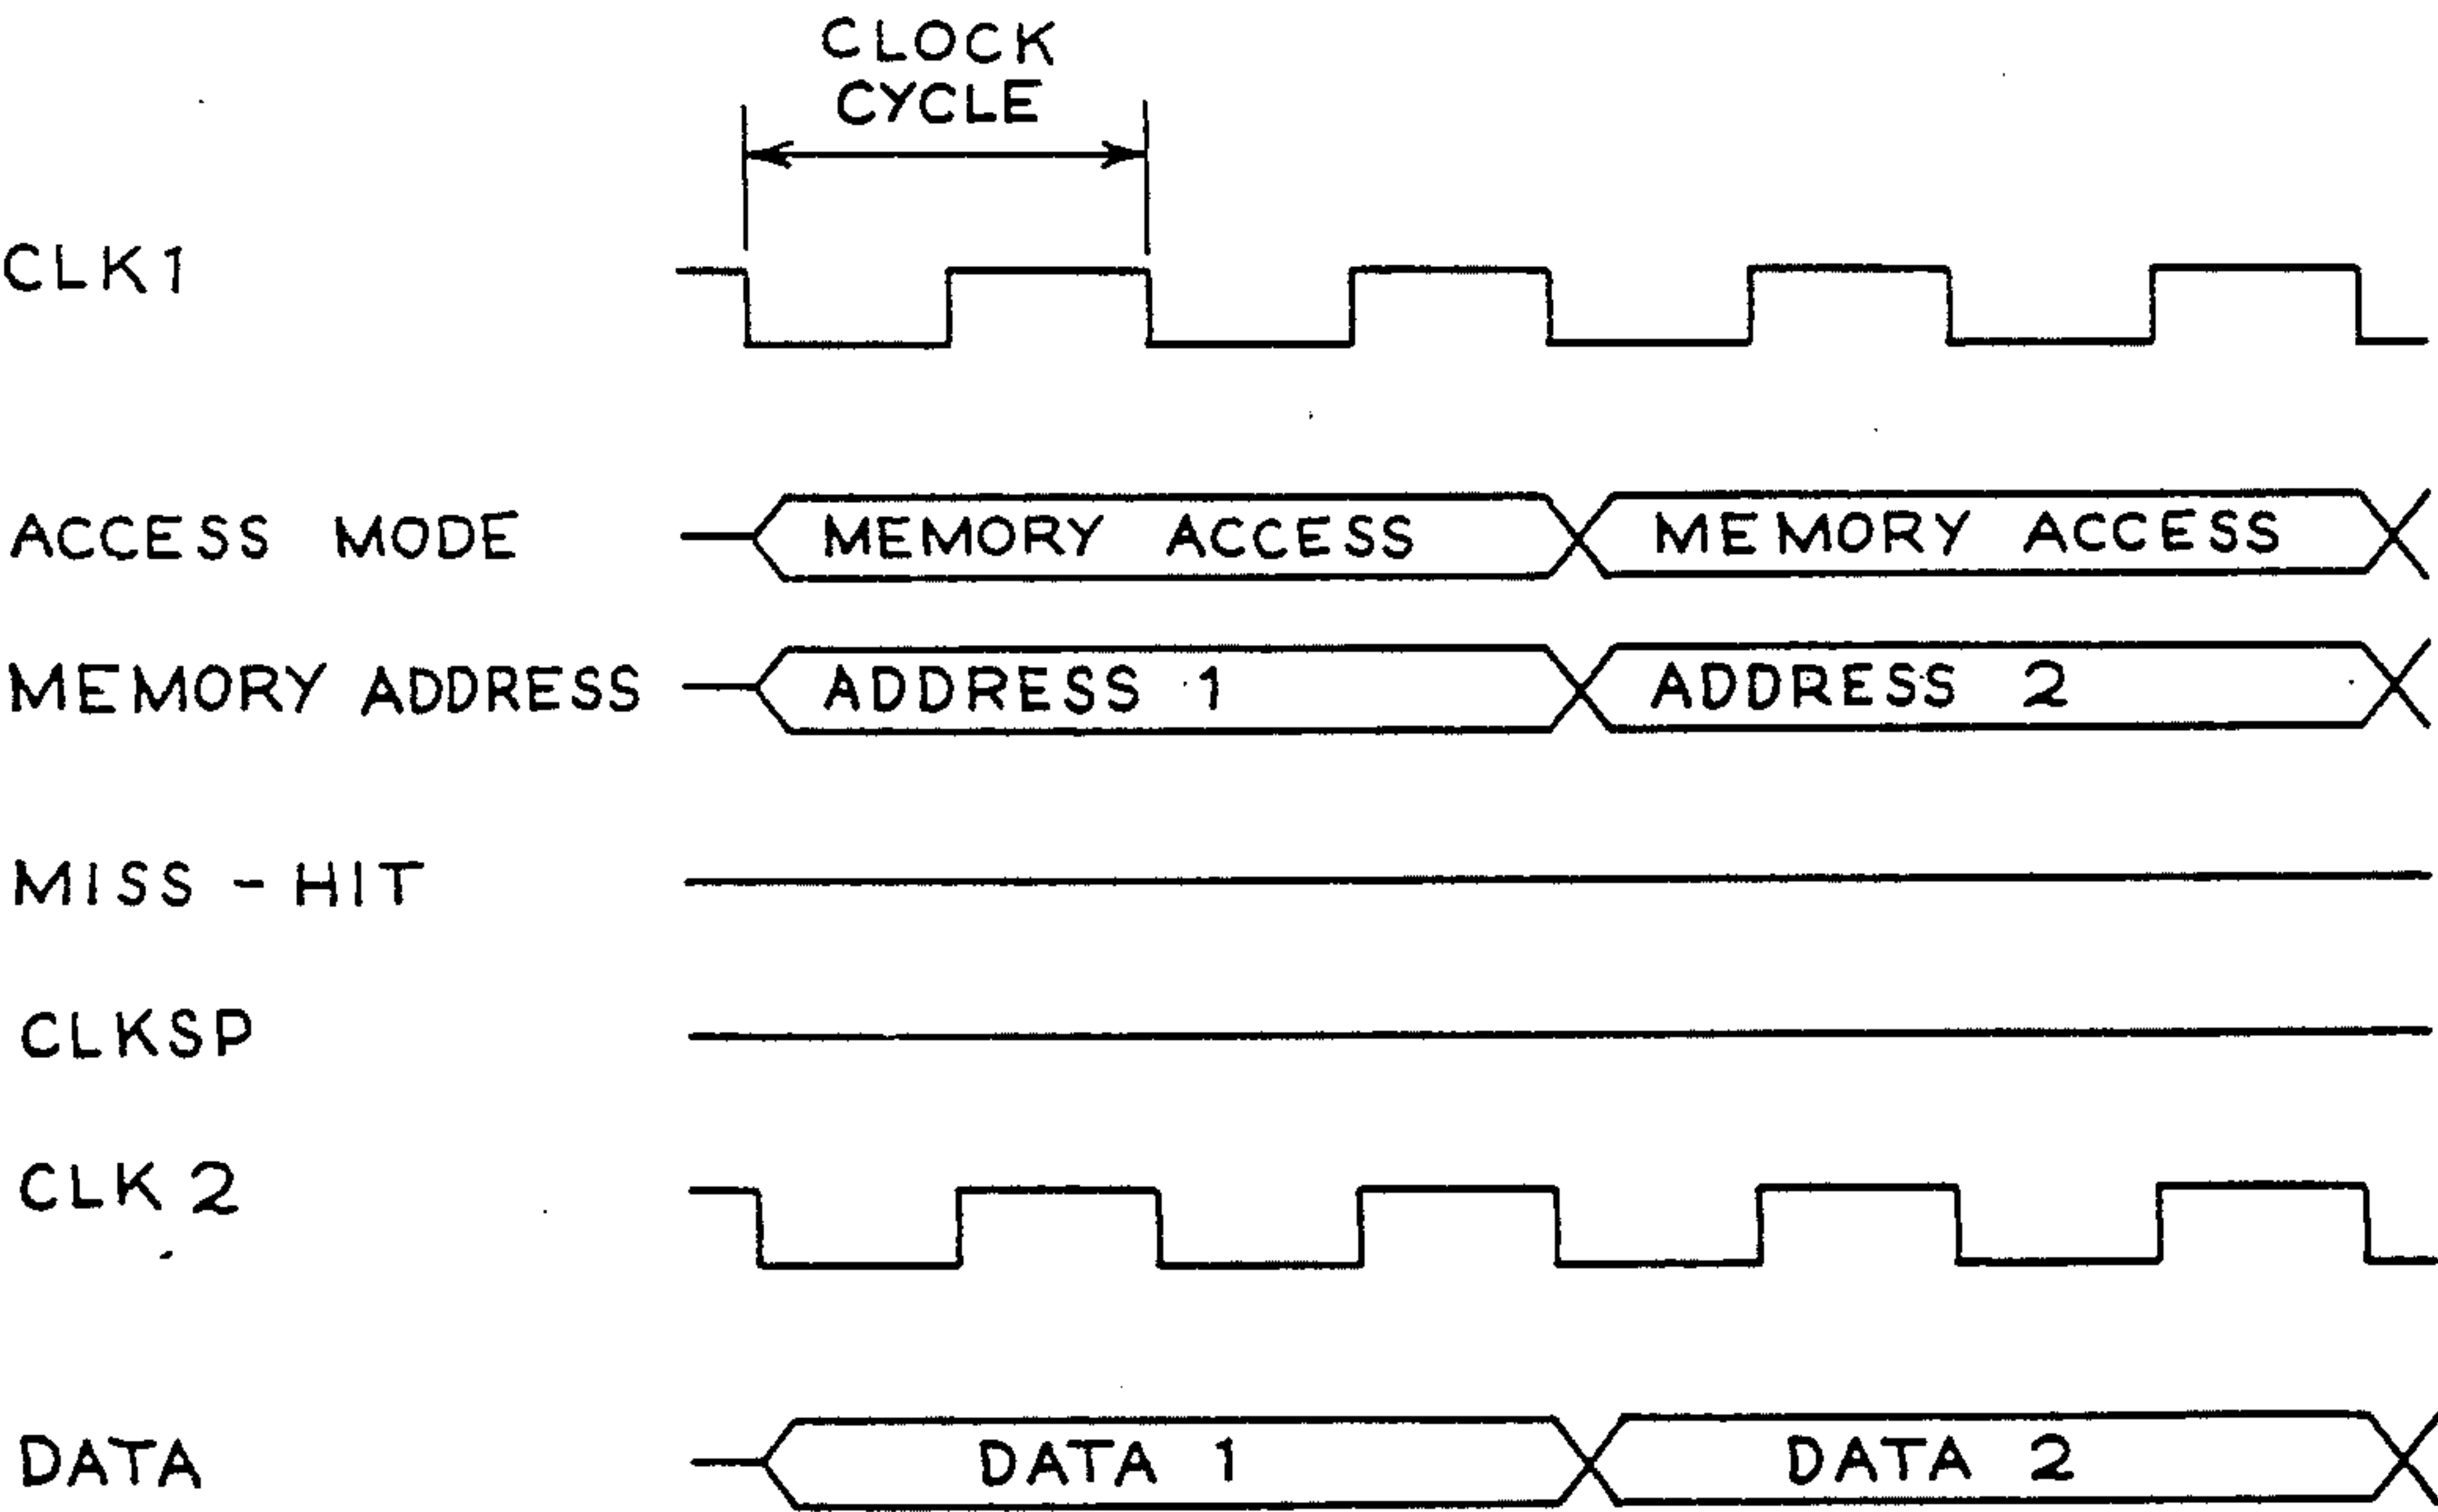 CLOCK
CYCLE
CLK1
ACCESS MODE MEMORY ACCESS MEMORY ACCESS
MEMORY ADDRESS ADDRESS 1 ADDRESS 2
MISS - HIT
CLKSP
CLK 2
DATA DATA 1 DATA 2